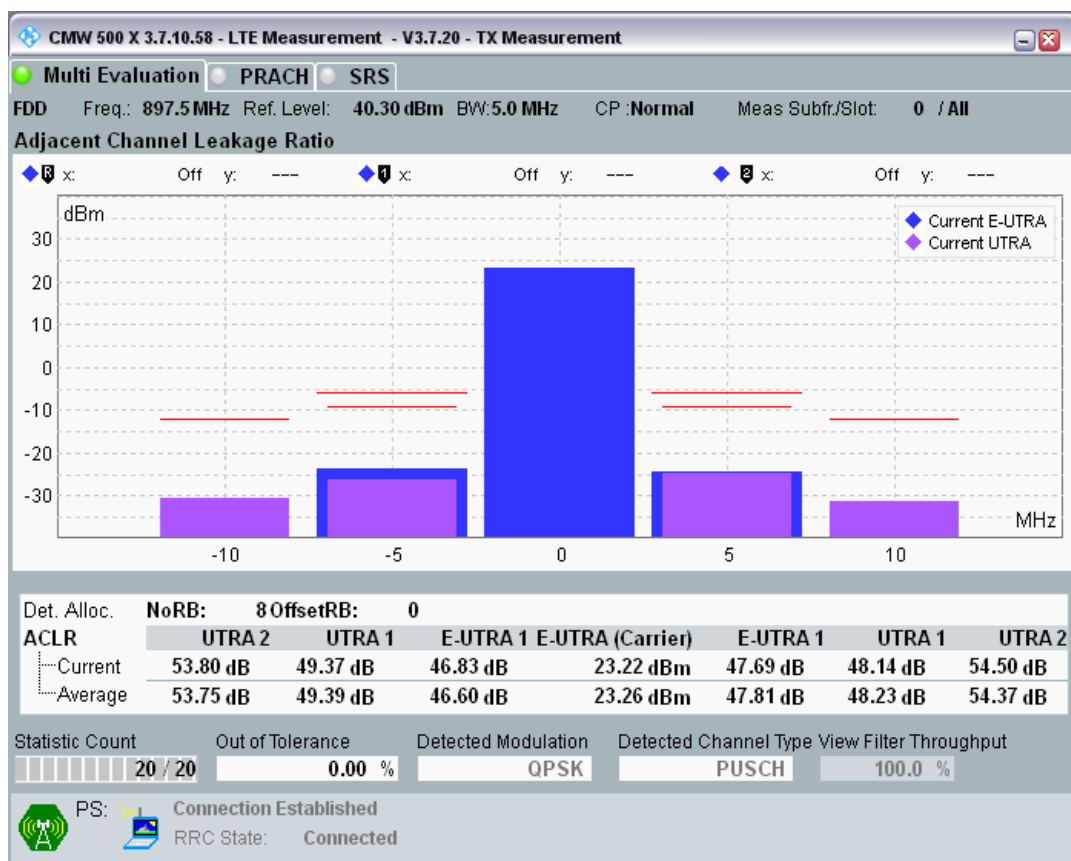 CMW 500 X 3.7.10.58 - LTE Measurement - V3.7.20 - TX Measurement
Multi Evaluation PRACH SRS
FDD Freq.: 897.5 MHz Ref. Level: 40.30 dBm BW:5.0 MHz CP :Normal Meas Subfr./Slot: 0 / All
Adjacent Channel Leakage Ratio
R x: Off y: --- 1 x: Off y: --- 2 x: Off y: ---
dBm
Current E-UTRA
Current UTRA
30
20
10
0
-10
-20
-30
MHz
-10 -5 0 5 10
Det. Alloc. NoRB: 8 OffsetRB: 0
ACLR UTRA 2 UTRA 1 E-UTRA 1 E-UTRA (Carrier) E-UTRA 1 UTRA 1 UTRA 2
Current 53.80 dB 49.37 dB 46.83 dB 23.22 dBm 47.69 dB 48.14 dB 54.50 dB
Average 53.75 dB 49.39 dB 46.60 dB 23.26 dBm 47.81 dB 48.23 dB 54.37 dB
Statistic Count Out of Tolerance Detected Modulation Detected Channel Type View Filter Throughput
20 / 20 0.00 % QPSK PUSCH 100.0 %
PS: Connection Established
RRC State: Connected